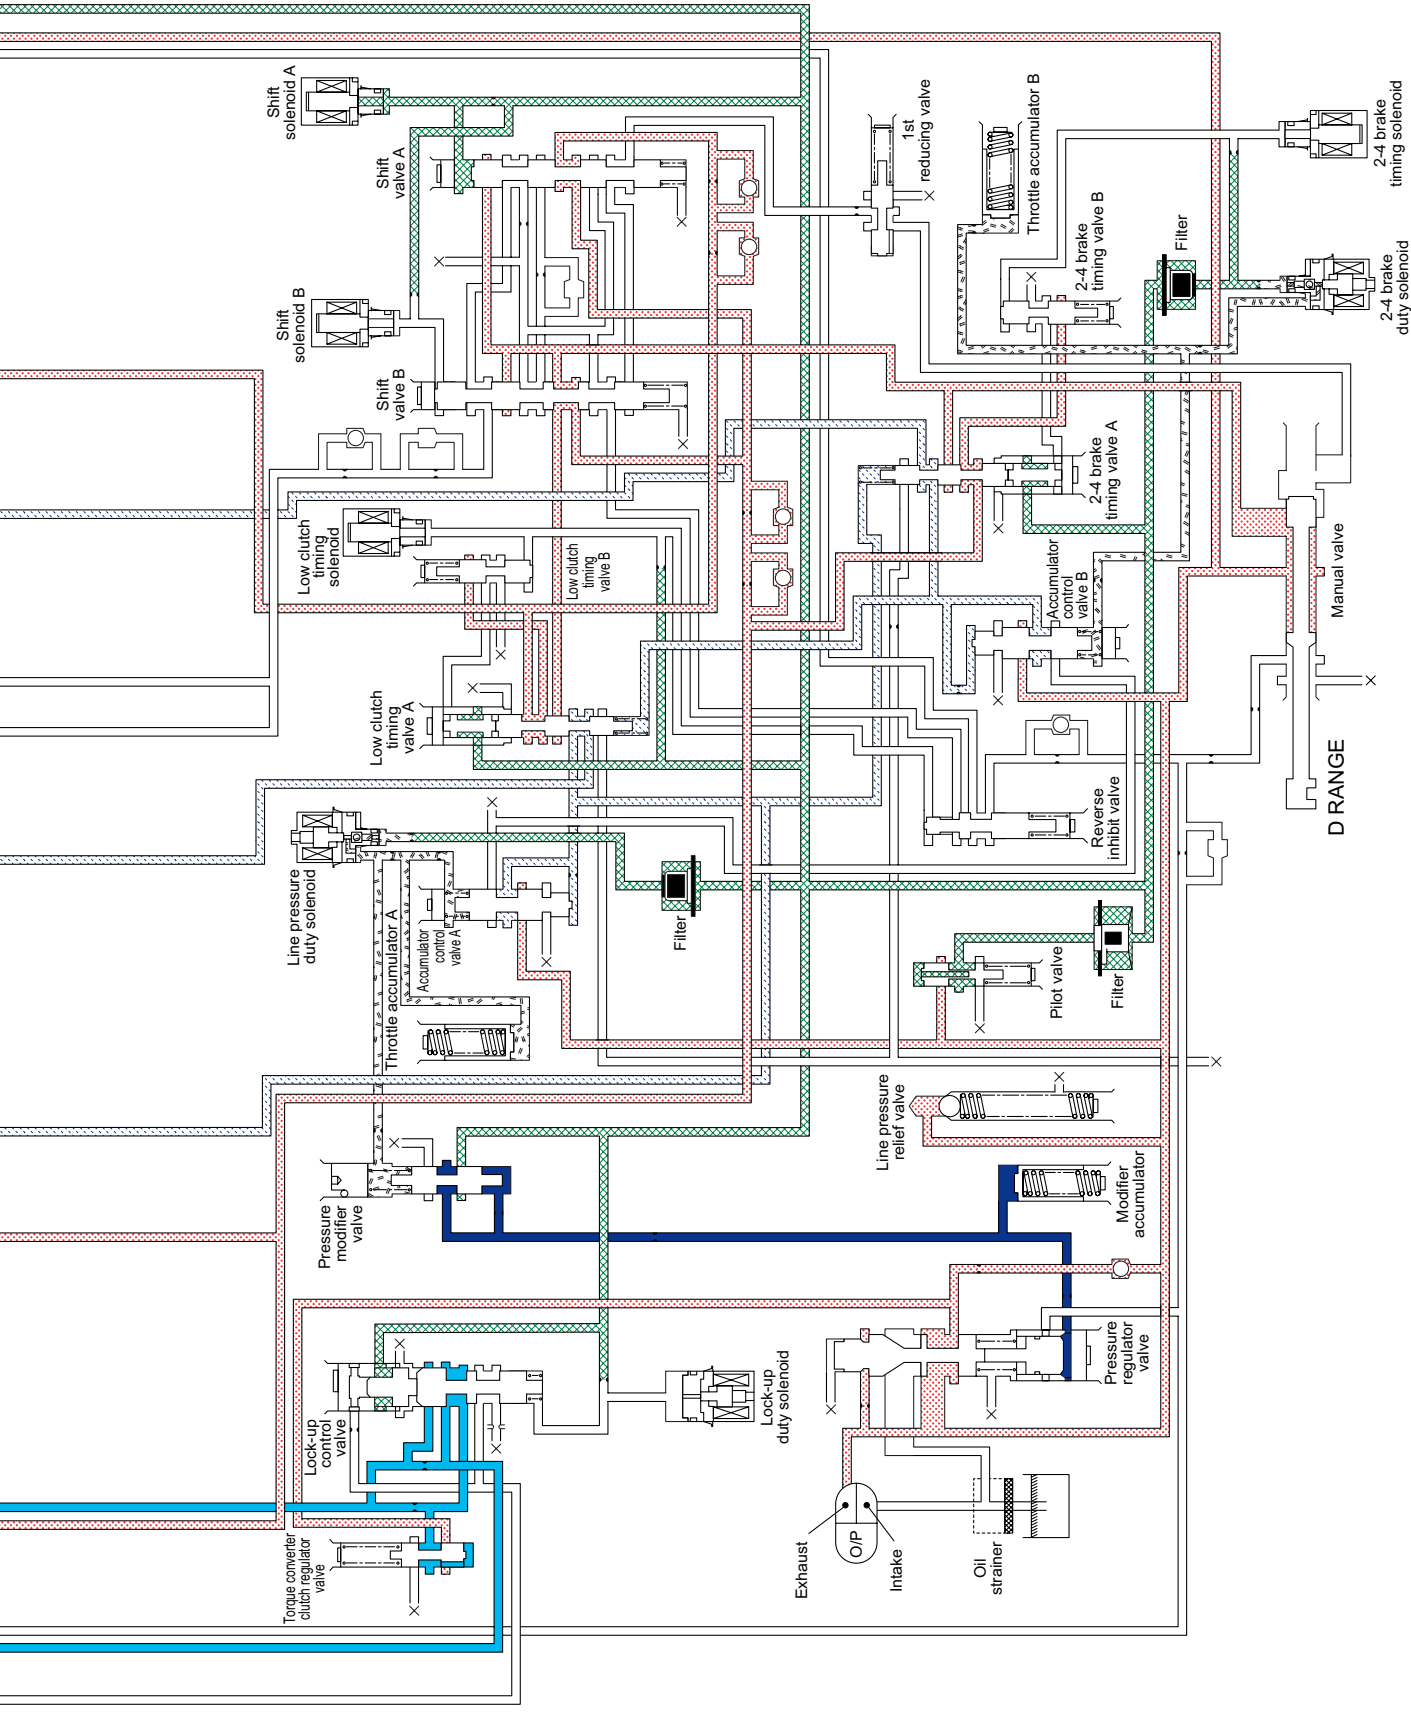 Shift
solenoid A
Shift
valve A
Shift
solenoid B
Shift
valve B
1st
reducing valve
Throttle accumulator B
2-4 brake
timing valve B
Filter
2-4 brake
timing solenoid
2-4 brake
duty solenoid
Low clutch
timing
solenoid
Low clutch
timing
valve B
2-4 brake
timing valve A
Accumulator
control
valve B
Manual valve
Low clutch
timing
valve A
Reverse
inhibit valve
D RANGE
Line pressure
duty solenoid
Throttle accumulator A
Accumulator
control
valve A
Filter
Pilot valve
Filter
Line pressure
relief valve
Pressure
modifier
valve
Modifier
accumulator
Lock-up
control
valve
Lock-up
duty solenoid
Pressure
regulator
valve
Torque converter
clutch regulator
valve
Exhaust
O/P
Intake
Oil
strainer